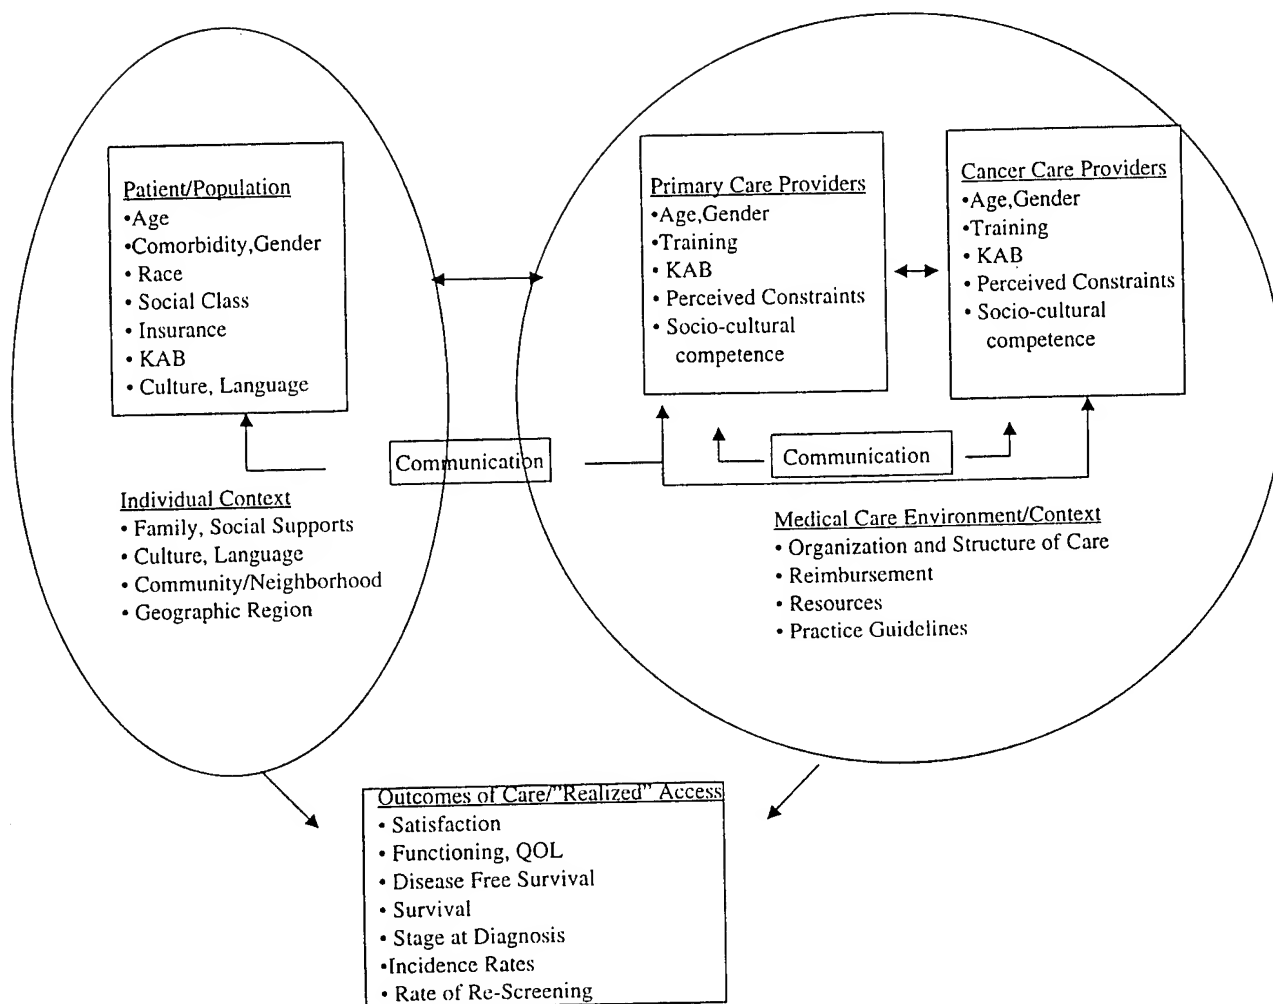 Patient/Population
•Age
•Comorbidity,Gender
• Race
• Social Class
• Insurance
• KAB
• Culture, Language
Primary Care Providers
•Age,Gender
•Training
• KAB
• Perceived Constraints
• Socio-cultural
competence
Cancer Care Providers
•Age,Gender
•Training
• KAB
• Perceived Constraints
• Socio-cultural
competence
Communication
Communication
Individual Context
• Family, Social Supports
• Culture, Language
• Community/Neighborhood
• Geographic Region
Medical Care Environment/Context
• Organization and Structure of Care
• Reimbursement
• Resources
• Practice Guidelines
Outcomes of Care/"Realized" Access
• Satisfaction
• Functioning, QOL
• Disease Free Survival
• Survival
• Stage at Diagnosis
•Incidence Rates
• Rate of Re-Screening